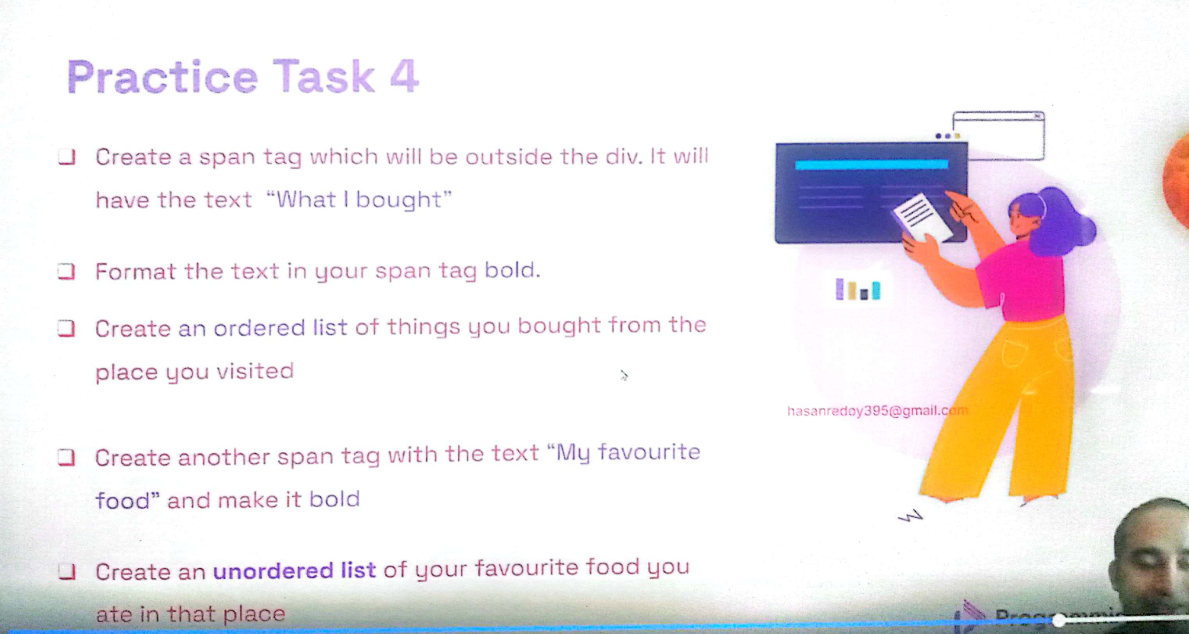 Practice Task 4
Create a span tag which will be outside the div. It will
have the text “What I bought”
Format the text in your span tag bold.
Create an ordered list of things you bought from the
place you visited
hasanredoy395@gmail.com
Create another span tag with the text “My favourite
food” and make it bold
Create an unordered list of your favourite food you
ate in that place